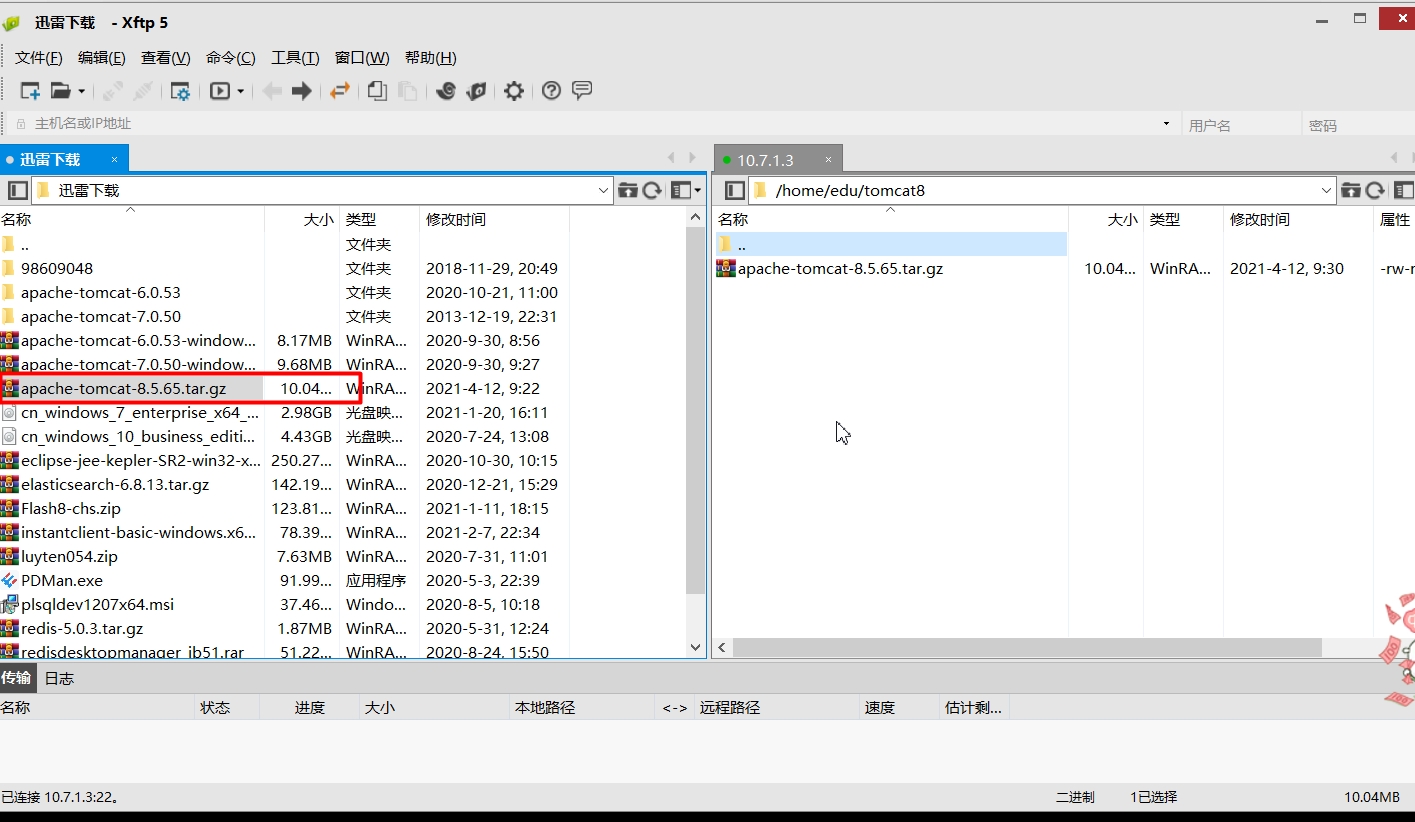 迅雷下载 - Xftp 5
文件(F) 编辑(E) 查看(V) 命令(C) 工具(T) 窗口(W) 帮助(H)
主机名或IP地址 用户名 密码
迅雷下载 × 10.7.1.3 ×
迅雷下载 /home/edu/tomcat8
名称 大小 类型 修改时间 名称 大小 类型 修改时间 属性
.. 文件夹 ..
98609048 文件夹 2018-11-29, 20:49 apache-tomcat-8.5.65.tar.gz 10.04... WinRA... 2021-4-12, 9:30 -rw-r
apache-tomcat-6.0.53 文件夹 2020-10-21, 11:00
apache-tomcat-7.0.50 文件夹 2013-12-19, 22:31
apache-tomcat-6.0.53-window... 8.17MB WinRA... 2020-9-30, 8:56
apache-tomcat-7.0.50-window... 9.68MB WinRA... 2020-9-30, 9:27
apache-tomcat-8.5.65.tar.gz 10.04... WinRA... 2021-4-12, 9:22
cn_windows_7_enterprise_x64_... 2.98GB 光盘映... 2021-1-20, 16:11
cn_windows_10_business_editi... 4.43GB 光盘映... 2020-7-24, 13:08
eclipse-jee-kepler-SR2-win32-x... 250.27... WinRA... 2020-10-30, 10:15
elasticsearch-6.8.13.tar.gz 142.19... WinRA... 2020-12-21, 15:29
Flash8-chs.zip 123.81... WinRA... 2021-1-11, 18:15
instantclient-basic-windows.x6... 78.39... WinRA... 2021-2-7, 22:34
luyten054.zip 7.63MB WinRA... 2020-7-31, 11:01
PDMan.exe 91.99... 应用程序 2020-5-3, 22:39
plsqldev1207x64.msi 37.46... Windo... 2020-8-5, 10:18
redis-5.0.3.tar.gz 1.87MB WinRA... 2020-5-31, 12:24
redisdesktopmanager_jb51.rar 51.22... WinRA... 2020-8-24, 15:50
传输 日志
名称 状态 进度 大小 本地路径 <-> 远程路径 速度 估计剩...
已连接 10.7.1.3:22。 二进制 1已选择 10.04MB